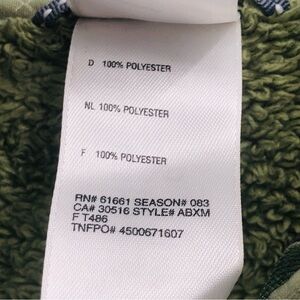 D 100% POLYESTER
NL 100% POLYESTER
F 100% POLYESTER
RN# 61661 SEASON# 083
CA# 30516 STYLE# ABXM
F T486
TNFPO# 4500671607